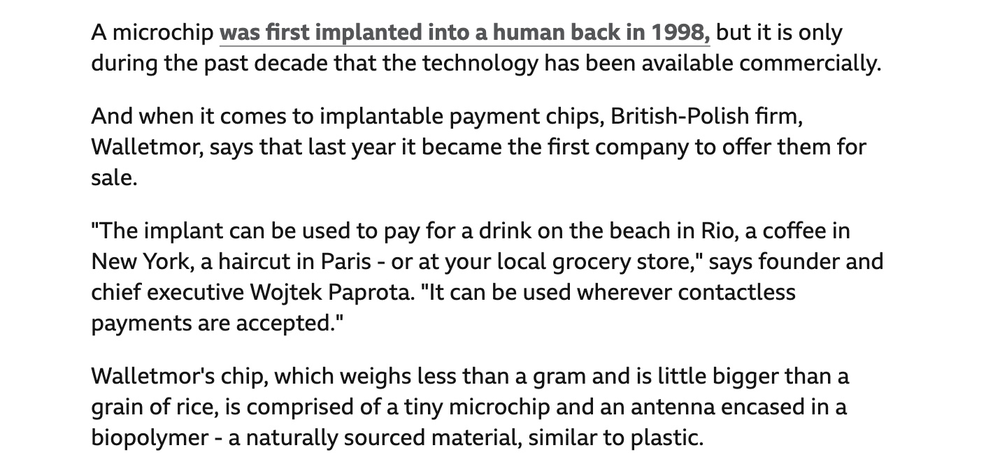 A microchip was first implanted into a human back in 1998, but it is only
during the past decade that the technology has been available commercially.
And when it comes to implantable payment chips, British-Polish firm,
Walletmor, says that last year it became the first company to offer them for
sale.
"The implant can be used to pay for a drink on the beach in Rio, a coffee in
New York, a haircut in Paris - or at your local grocery store," says founder and
chief executive Wojtek Paprota. "It can be used wherever contactless
payments are accepted."
Walletmor's chip, which weighs less than a gram and is little bigger than a
grain of rice, is comprised of a tiny microchip and an antenna encased in a
biopolymer - a naturally sourced material, similar to plastic.